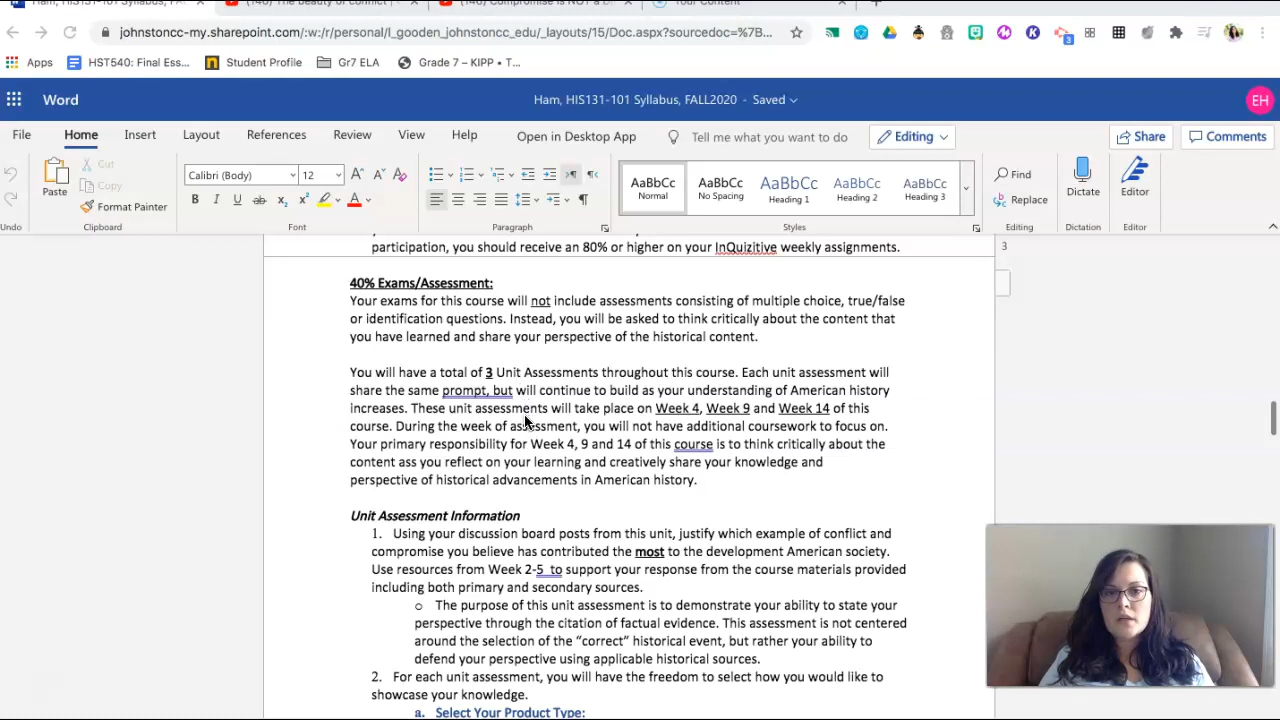 Ham, HIS131-101 Syllabus, FA
(146) The beauty of conflict |
(146) Compromise is NOT a D
Your Content
johnstoncc-my.sharepoint.com/:w:/r/personal/l_gooden_johnstoncc_edu/_layouts/15/Doc.aspx?sourcedoc=%7B...
3
Apps HST540: Final Ess... Student Profile Gr7 ELA Grade 7 – KIPP • T...
Word Ham, HIS131-101 Syllabus, FALL2020 - Saved EH
File Home Insert Layout References Review View Help Open in Desktop App Tell me what you want to do Editing Share Comments
Paste Cut Copy Format Painter
Calibri (Body) 12
AaBbCc Normal AaBbCc No Spacing AaBbCc Heading 1 AaBbCc Heading 2 AaBbCc Heading 3
Find Replace Dictate Editor
Undo Clipboard Font Paragraph Styles Editing Dictation Editor
participation, you should receive an 80% or higher on your InQuizitive weekly assignments.
3
40% Exams/Assessment:
Your exams for this course will not include assessments consisting of multiple choice, true/false
or identification questions. Instead, you will be asked to think critically about the content that
you have learned and share your perspective of the historical content.
You will have a total of 3 Unit Assessments throughout this course. Each unit assessment will
share the same prompt, but will continue to build as your understanding of American history
increases. These unit assessments will take place on Week 4, Week 9 and Week 14 of this
course. During the week of assessment, you will not have additional coursework to focus on.
Your primary responsibility for Week 4, 9 and 14 of this course is to think critically about the
content ass you reflect on your learning and creatively share your knowledge and
perspective of historical advancements in American history.
Unit Assessment Information
1. Using your discussion board posts from this unit, justify which example of conflict and
compromise you believe has contributed the most to the development American society.
Use resources from Week 2-5 to support your response from the course materials provided
including both primary and secondary sources.
o The purpose of this unit assessment is to demonstrate your ability to state your
perspective through the citation of factual evidence. This assessment is not centered
around the selection of the “correct” historical event, but rather your ability to
defend your perspective using applicable historical sources.
2. For each unit assessment, you will have the freedom to select how you would like to
showcase your knowledge.
a. Select Your Product Type: